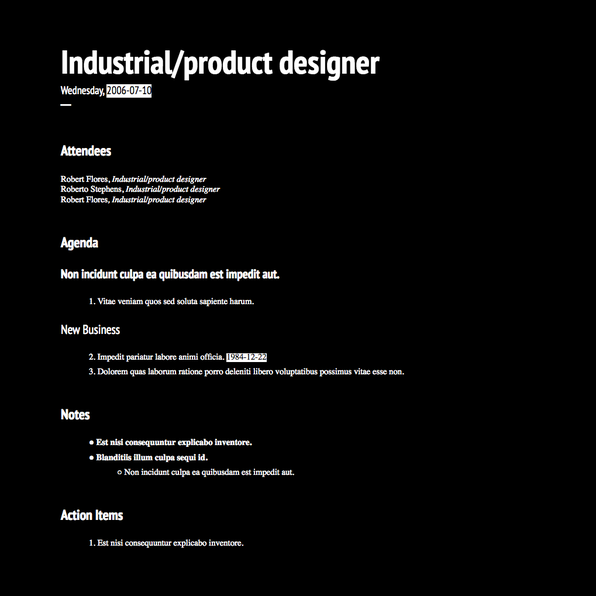 Industrial/product designer
Wednesday, 2006-07-10
Attendees
Robert Flores, Industrial/product designer
Roberto Stephens, Industrial/product designer
Robert Flores, Industrial/product designer
Agenda
Non incidunt culpa ea quibusdam est impedit aut.
1. Vitae veniam quos sed soluta sapiente harum.
New Business
2. Impedit pariatur labore animi officia. 1984-12-22
3. Dolorem quas laborum ratione porro deleniti libero voluptatibus possimus vitae esse non.
Notes
● Est nisi consequuntur explicabo inventore.
● Blanditiis illum culpa sequi id.
○ Non incidunt culpa ea quibusdam est impedit aut.
Action Items
1. Est nisi consequuntur explicabo inventore.